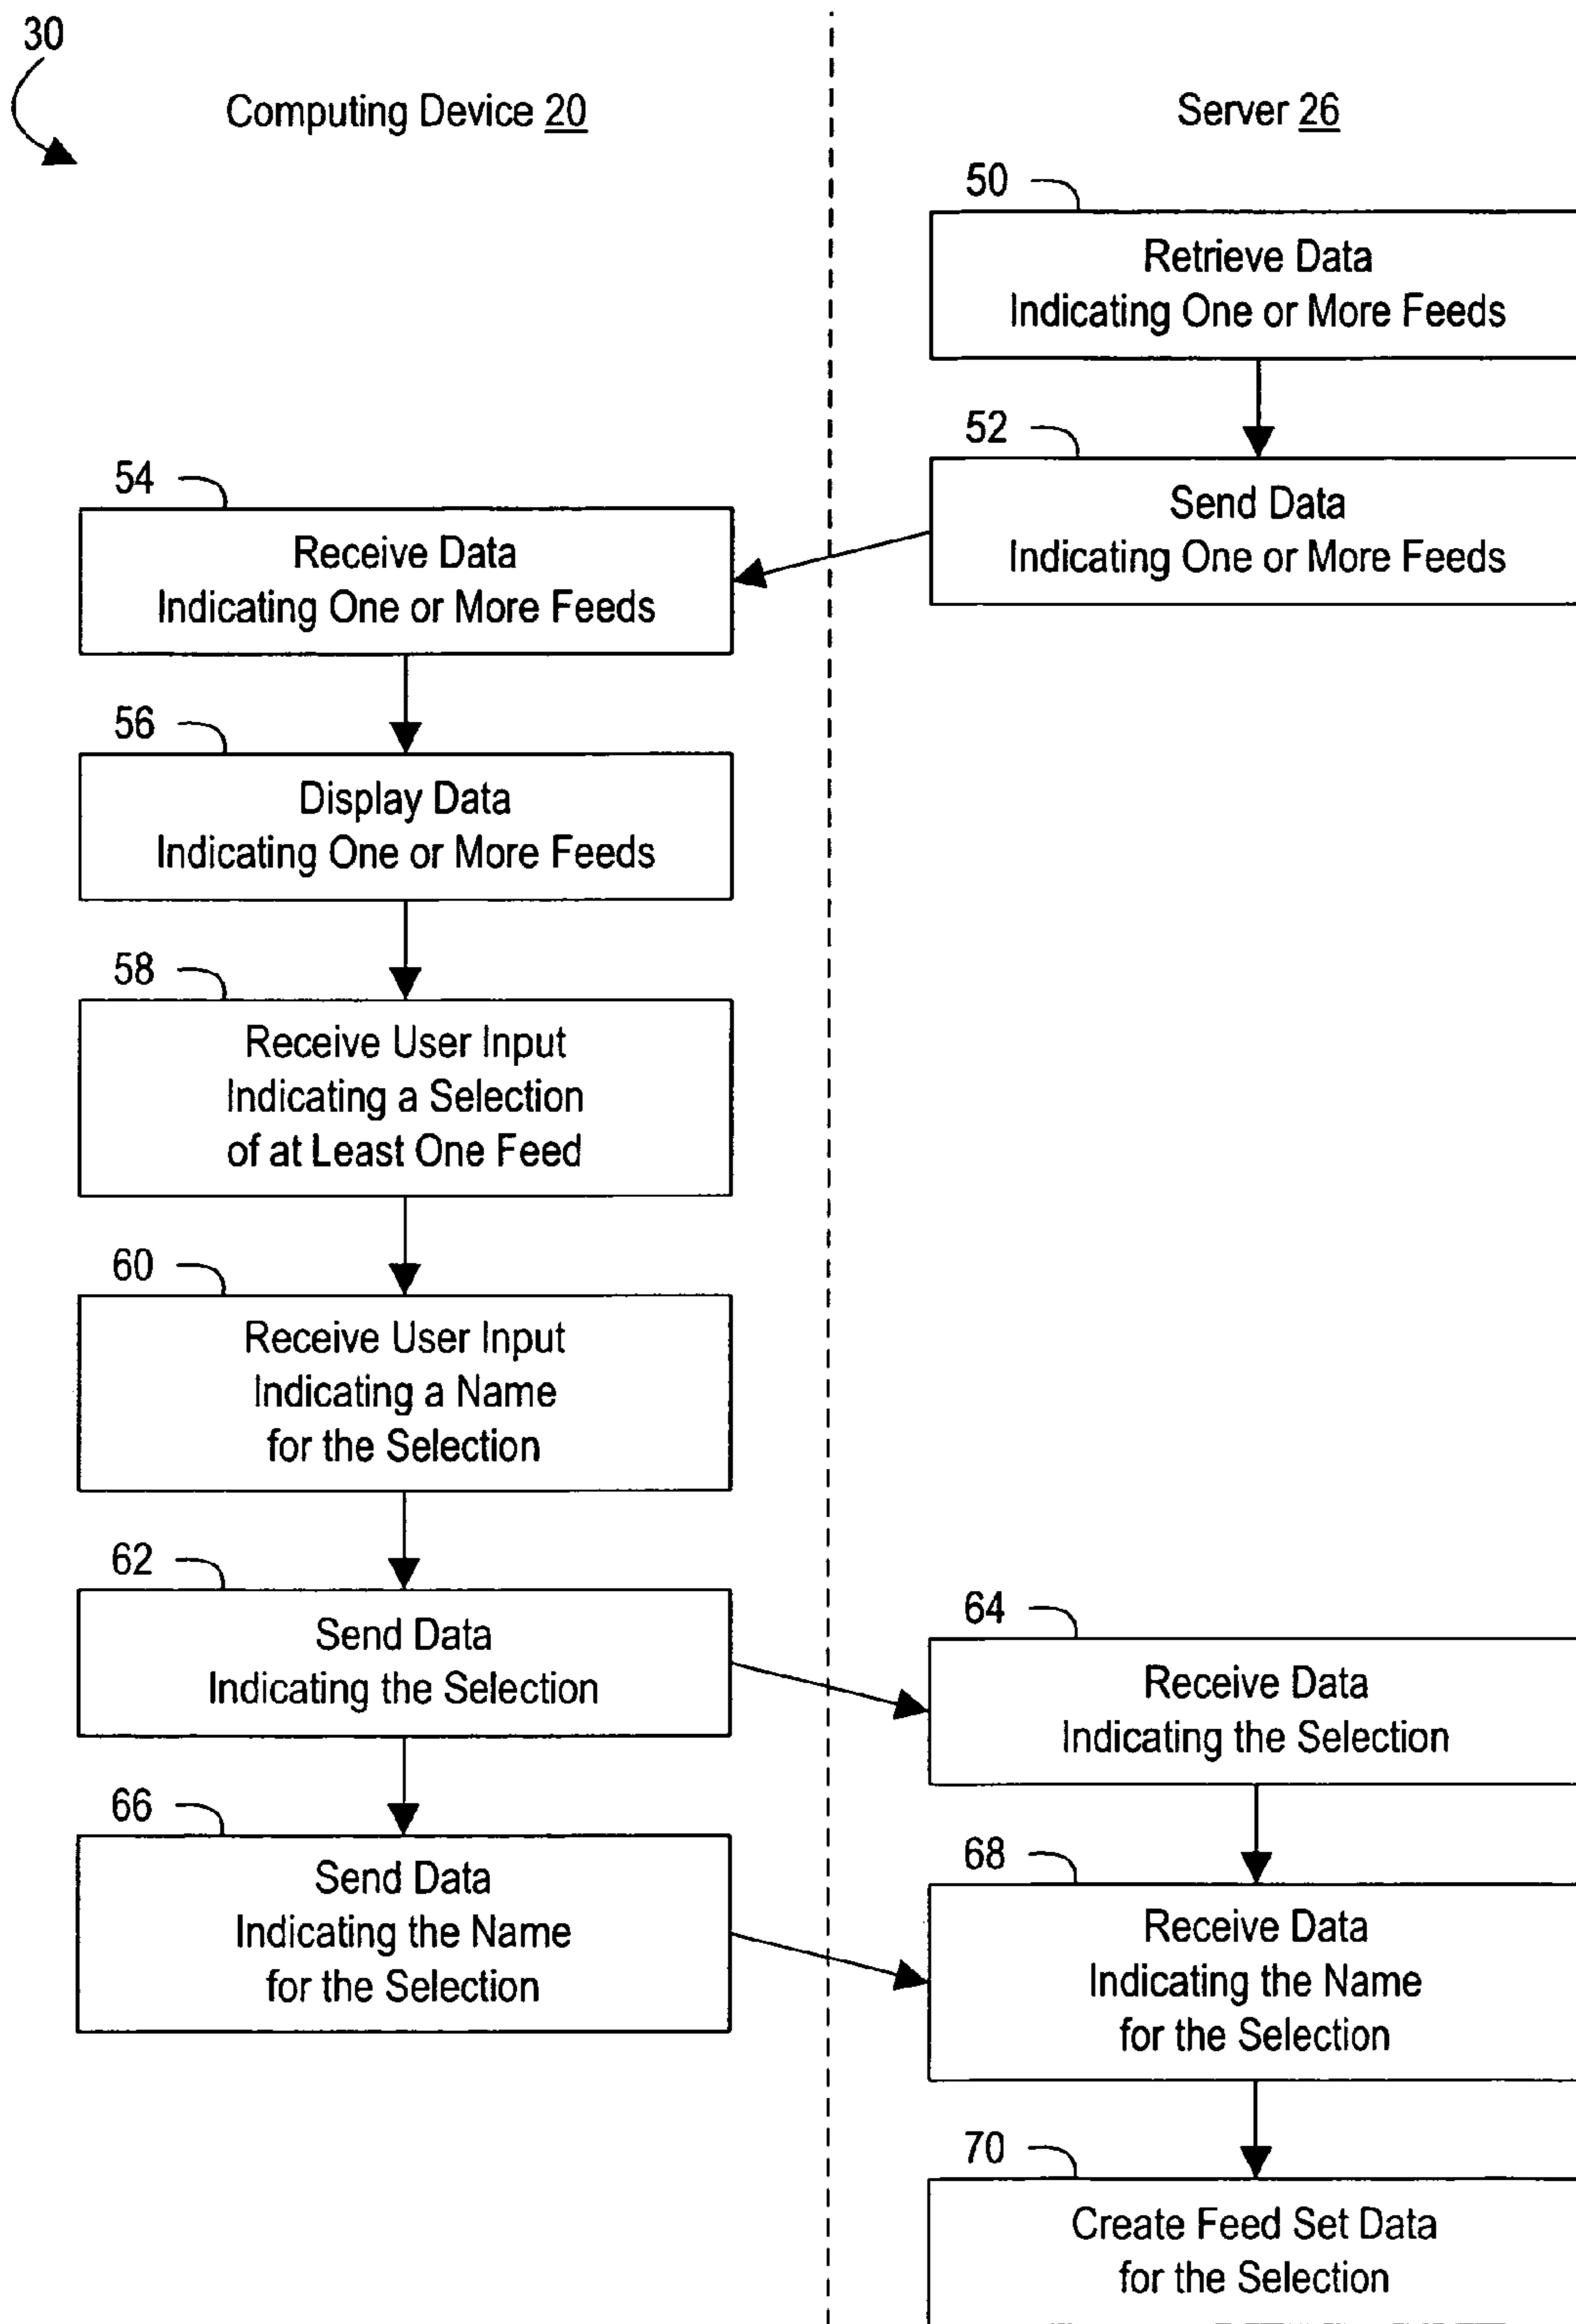 30
Computing Device 20
Server 26
50
Retrieve Data
Indicating One or More Feeds
52
Send Data
Indicating One or More Feeds
54
Receive Data
Indicating One or More Feeds
56
Display Data
Indicating One or More Feeds
58
Receive User Input
Indicating a Selection
of at Least One Feed
60
Receive User Input
Indicating a Name
for the Selection
62
Send Data
Indicating the Selection
64
Receive Data
Indicating the Selection
66
Send Data
Indicating the Name
for the Selection
68
Receive Data
Indicating the Name
for the Selection
70
Create Feed Set Data
for the Selection